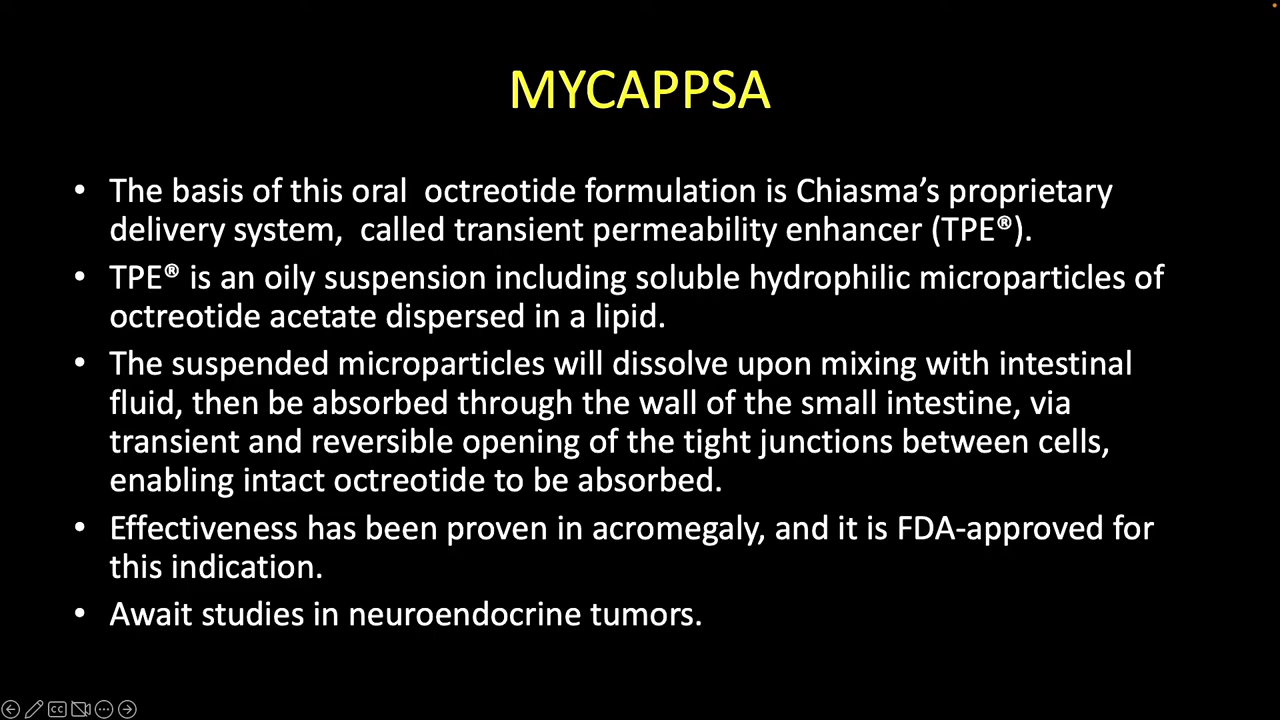 MYCAPPSA
• The basis of this oral  octreotide formulation is Chiasma’s proprietary
delivery system,  called transient permeability enhancer (TPE®).
• TPE® is an oily suspension including soluble hydrophilic microparticles of
octreotide acetate dispersed in a lipid.
• The suspended microparticles will dissolve upon mixing with intestinal
fluid, then be absorbed through the wall of the small intestine, via
transient and reversible opening of the tight junctions between cells,
enabling intact octreotide to be absorbed.
• Effectiveness has been proven in acromegaly, and it is FDA-approved for
this indication.
• Await studies in neuroendocrine tumors.
CC